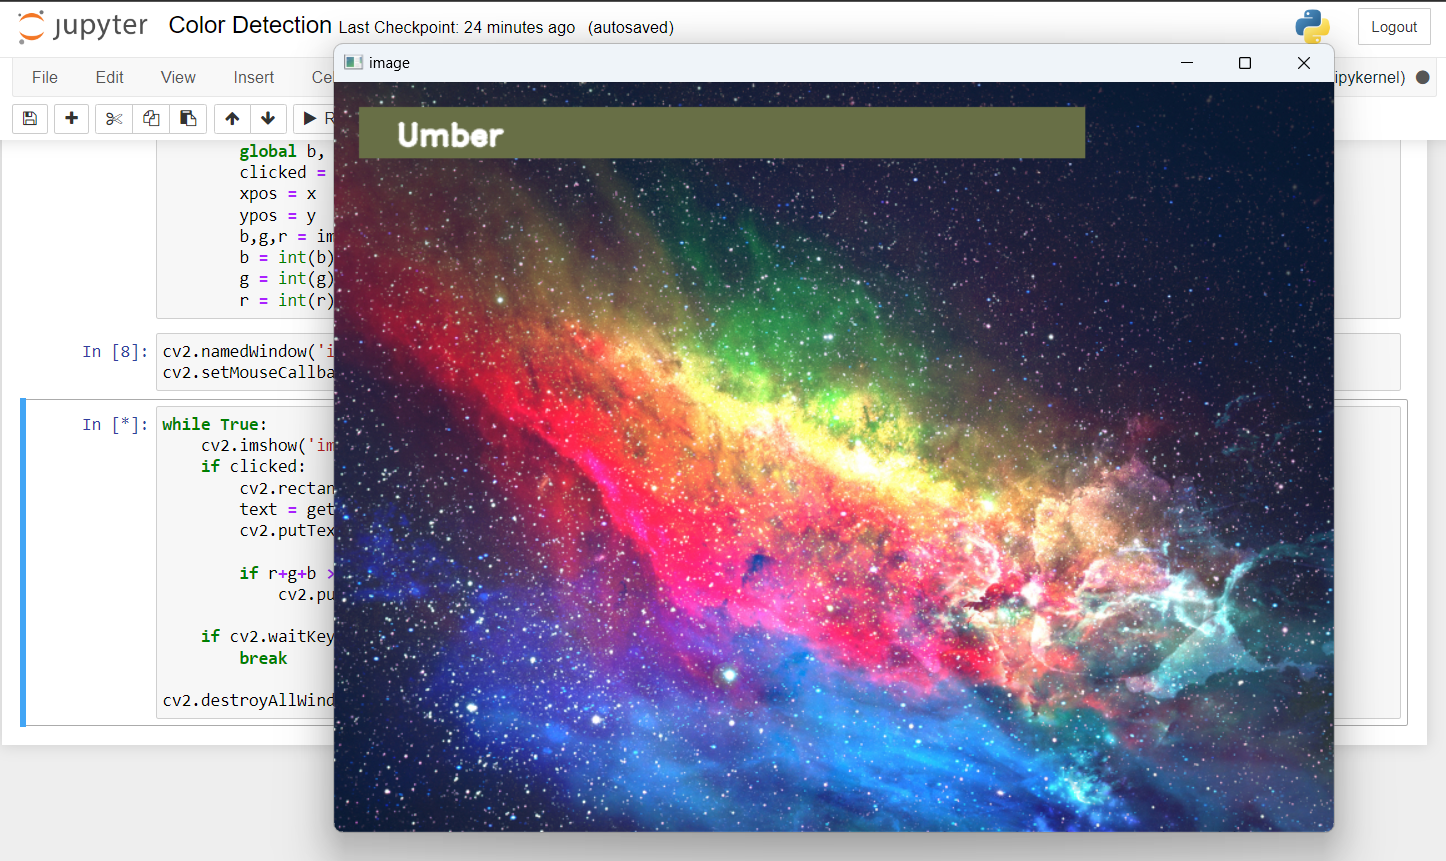 jupyter Color Detection Last Checkpoint: 24 minutes ago (autosaved) Logout
image
File Edit View Insert Ce ipykernel)
R
Umber
global b,
clicked =
xpos = x
ypos = y
b,g,r = im
b = int(b)
g = int(g)
r = int(r)
In [8]: cv2.namedWindow('i
cv2.setMouseCallba
In [*]: while True:
cv2.imshow('im
if clicked:
cv2.rectan
text = get
cv2.putTex
if r+g+b >
cv2.pu
if cv2.waitKey
break
cv2.destroyAllWind